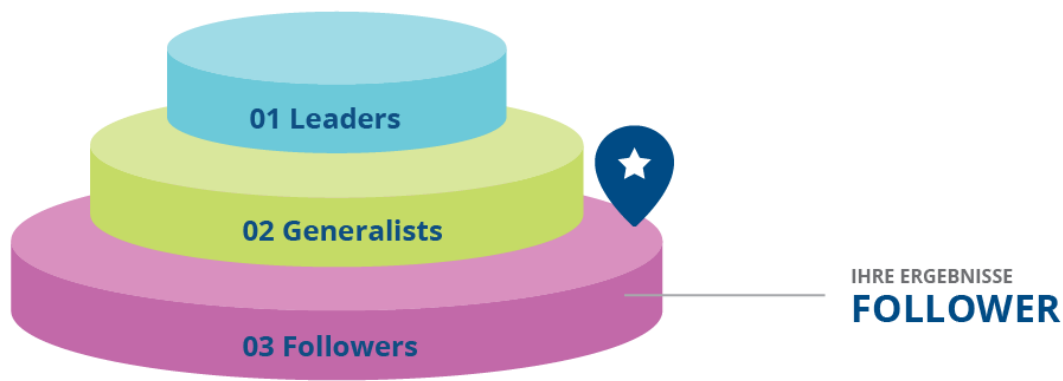 01 Leaders
02 Generalists
IHRE ERGEBNISSE
FOLLOWER
03 Followers